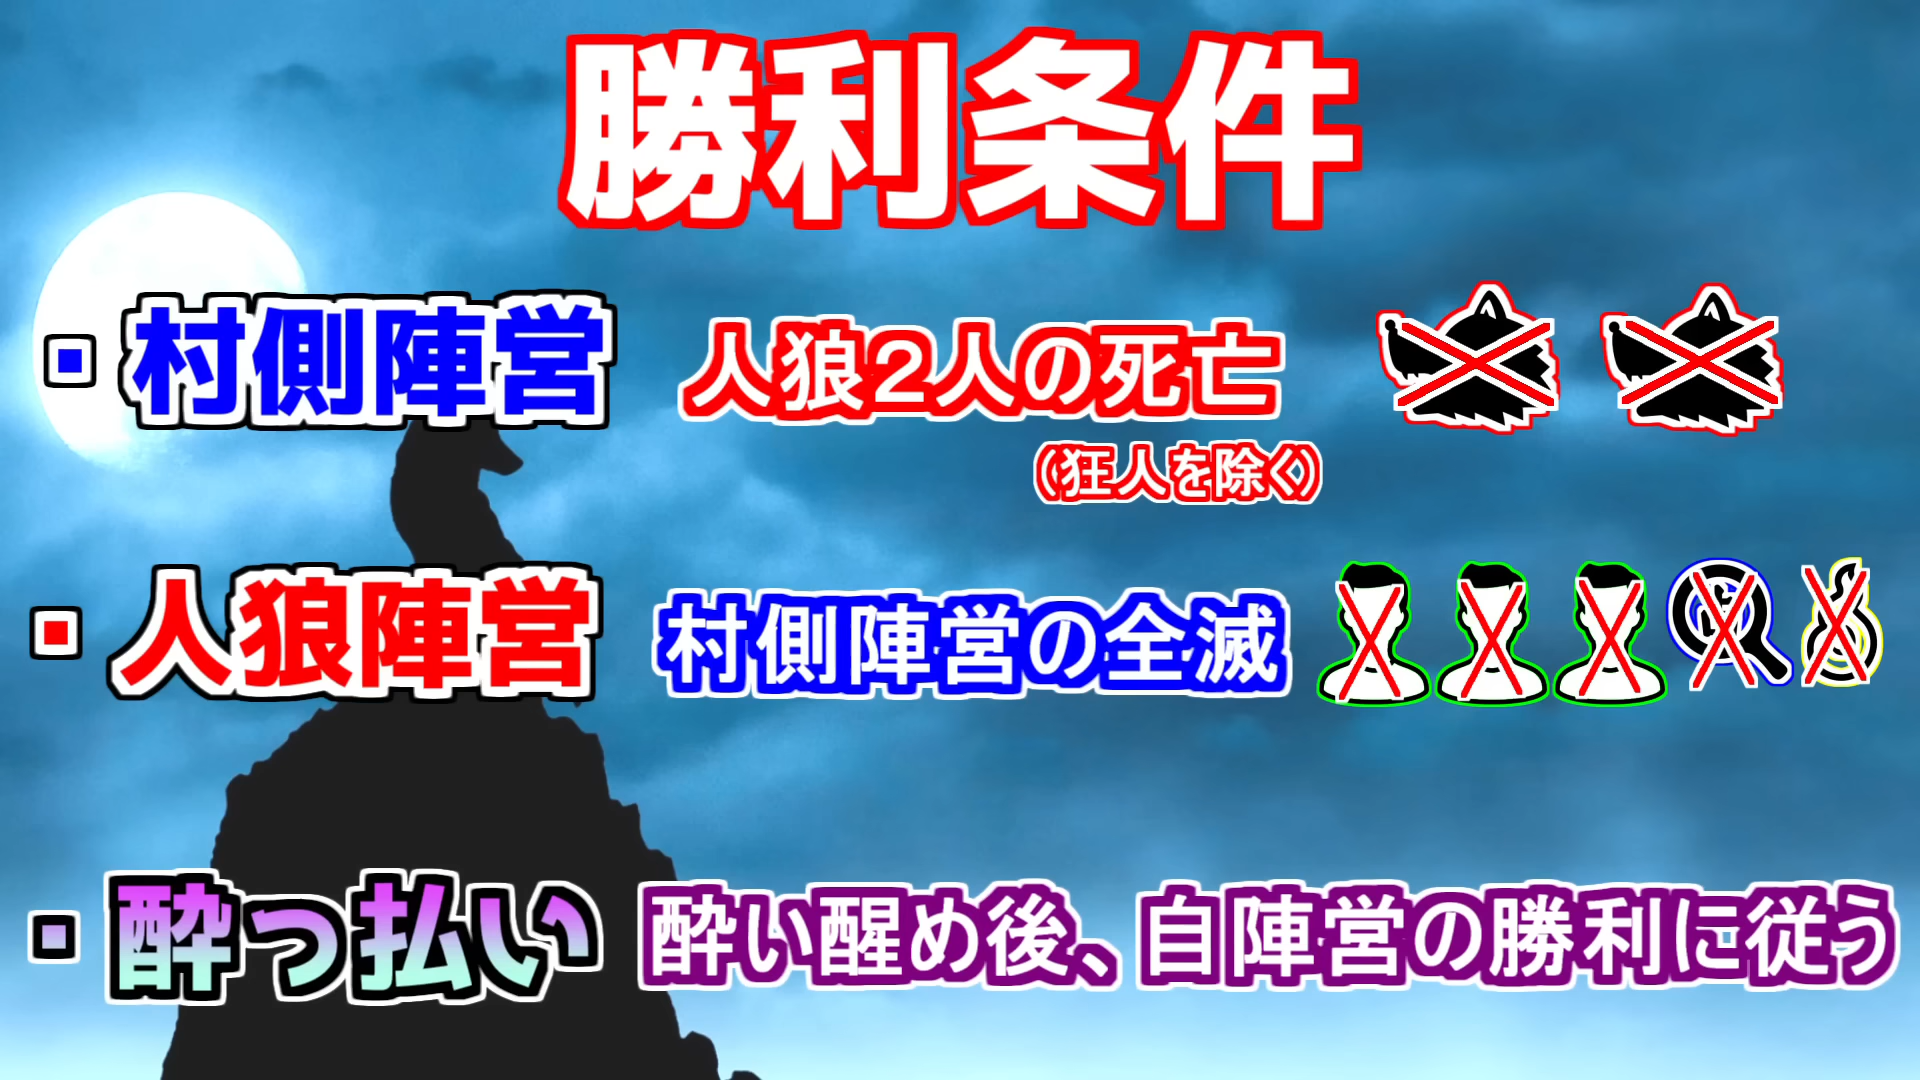 勝利条件
・村側陣営 人狼2人の死亡
(狂人を除く)
・人狼陣営 村側陣営の全滅
・酔っ払い 酔い醒め後、自陣営の勝利に従う